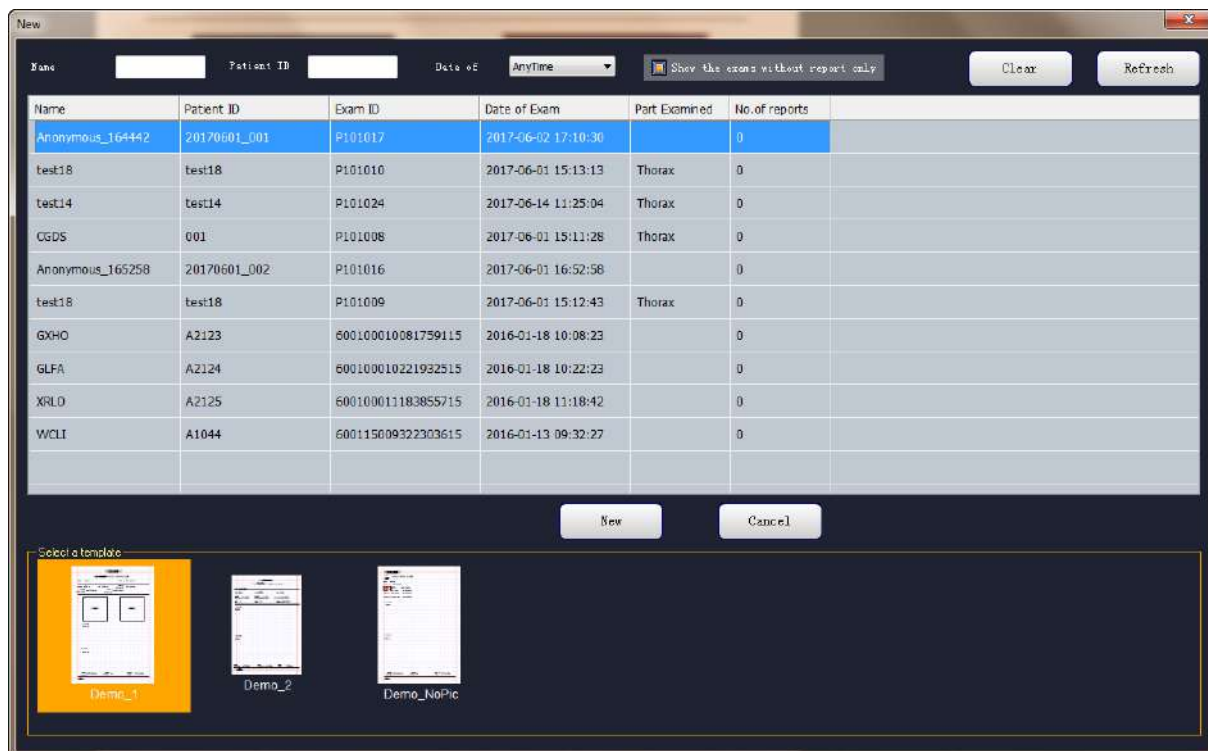 New
Name Patient ID Date of AnyTime Show the exams without report only Clear Refresh
Name Patient ID Exam ID Date of Exam Part Examined No.of reports
Anonymous_164442 20170601_001 P101017 2017-06-02 17:10:30 0
test18 test18 P101010 2017-06-01 15:13:13 Thorax 0
test14 test14 P101024 2017-06-14 11:25:04 Thorax 0
CGDS 001 P101008 2017-06-01 15:11:28 Thorax 0
Anonymous_165258 20170601_002 P101016 2017-06-01 16:52:58 0
test18 test18 P101009 2017-06-01 15:12:43 Thorax 0
GXHO A2123 600100010081759115 2016-01-18 10:08:23 0
GLFA A2124 600100010221932515 2016-01-18 10:22:23 0
XRLO A2125 600100011183855715 2016-01-18 11:18:42 0
WCLI A1044 600115009322303615 2016-01-13 09:32:27 0
New Cancel
Select a template
Demo_1 Demo_2 Demo_NoPic